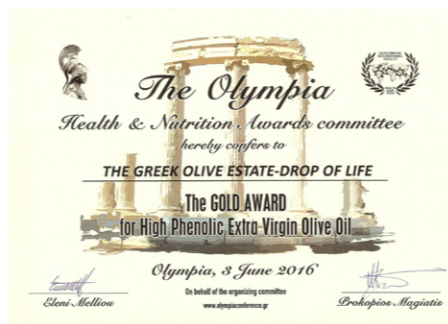 The Olympia
Health & Nutrition Awards committee
hereby confers to
THE GREEK OLIVE ESTATE-DROP OF LIFE
The GOLD AWARD
for High Phenolic Extra Virgin Olive Oil
Olympia, 3 June 2016
On behalf of the organizing committee
Eleni Melliou
www.olympiaconference.gr
Prokopios Magiatis